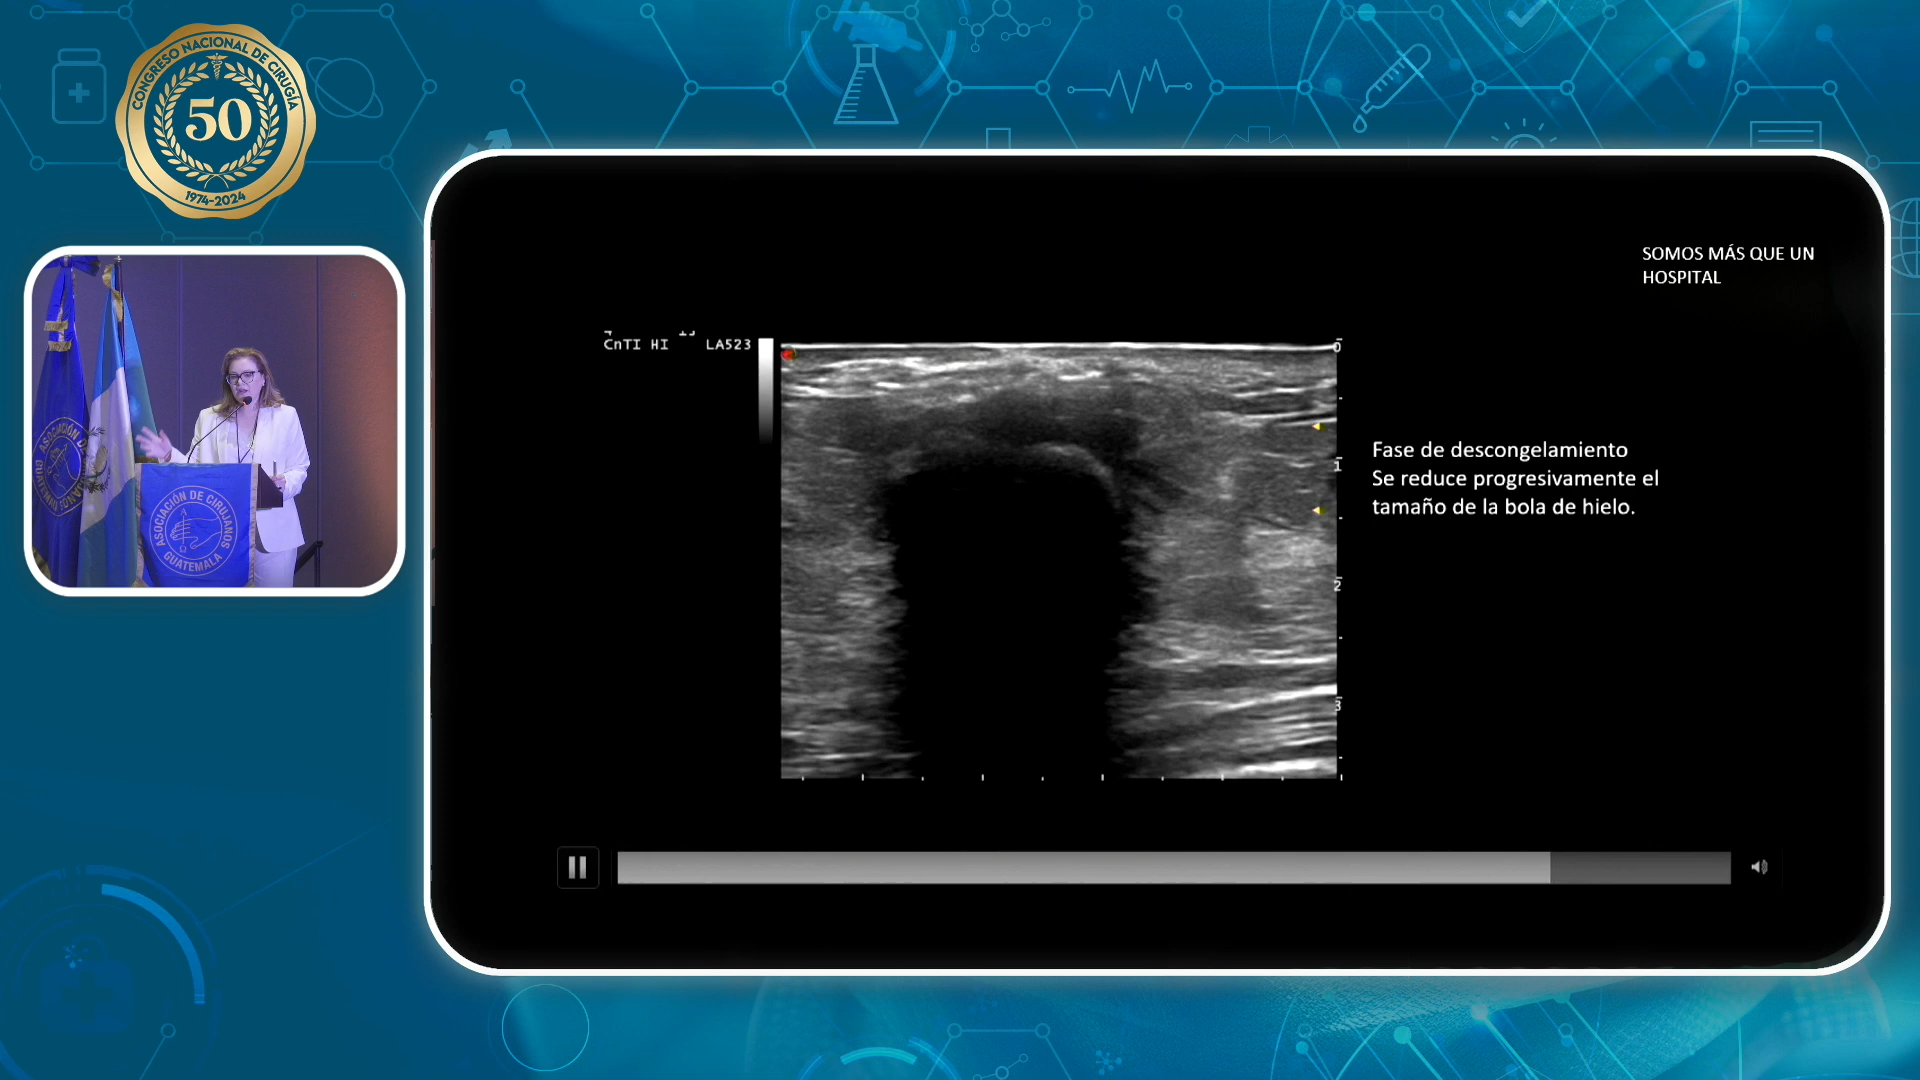 CONGRESO NACIONAL DE CIRUGÍA
50
1974-2024
SOMOS MÁS QUE UN
HOSPITAL
CnTI HI LA523
0
1
2
3
Fase de descongelamiento
Se reduce progresivamente el
tamaño de la bola de hielo.
ASOCIACIÓN DE CIRUJANOS
GUATEMALA